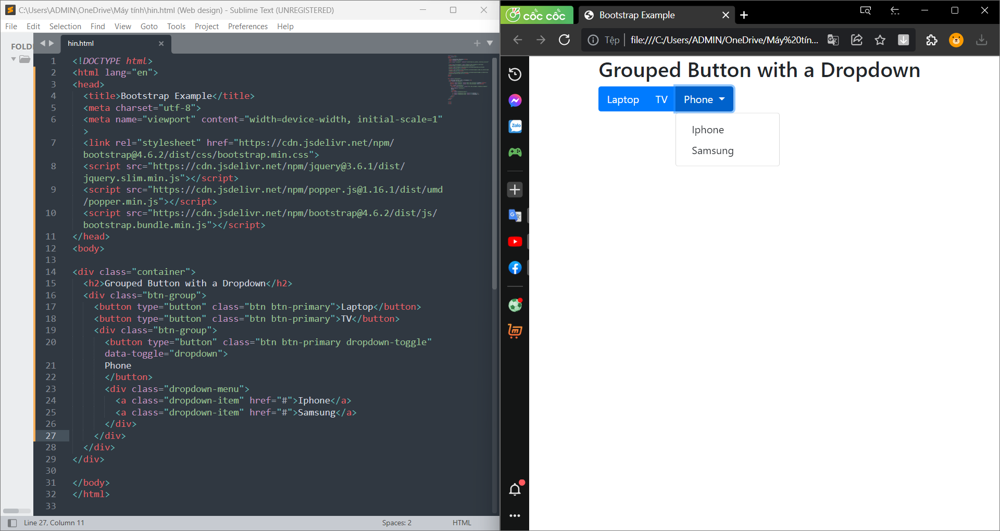 C:\Users\ADMIN\OneDrive\Máy tính\hin.html (Web design) - Sublime Text (UNREGISTERED)
File Edit Selection Find View Goto Tools Project Preferences Help
FOLD
hin.html
1 <!DOCTYPE html>
2 <html lang="en">
3 <head>
4 <title>Bootstrap Example</title>
5 <meta charset="utf-8">
6 <meta name="viewport" content="width=device-width, initial-scale=1"
>
7 <link rel="stylesheet" href="https://cdn.jsdelivr.net/npm/
bootstrap@4.6.2/dist/css/bootstrap.min.css">
8 <script src="https://cdn.jsdelivr.net/npm/jquery@3.6.1/dist/
jquery.slim.min.js"></script>
9 <script src="https://cdn.jsdelivr.net/npm/popper.js@1.16.1/dist/umd
/popper.min.js"></script>
10 <script src="https://cdn.jsdelivr.net/npm/bootstrap@4.6.2/dist/js/
bootstrap.bundle.min.js"></script>
11 </head>
12 <body>
13
14 <div class="container">
15 <h2>Grouped Button with a Dropdown</h2>
16 <div class="btn-group">
17 <button type="button" class="btn btn-primary">Laptop</button>
18 <button type="button" class="btn btn-primary">TV</button>
19 <div class="btn-group">
20 <button type="button" class="btn btn-primary dropdown-toggle"
data-toggle="dropdown">
21 Phone
22 </button>
23 <div class="dropdown-menu">
24 <a class="dropdown-item" href="#">Iphone</a>
25 <a class="dropdown-item" href="#">Samsung</a>
26 </div>
27 </div>
28 </div>
29 </div>
30
31 </body>
32 </html>
33
Line 27, Column 11 Spaces: 2 HTML
cốc cốc
Bootstrap Example
Tệp file:///C:/Users/ADMIN/OneDrive/Máy%20tín...
Zalo
Grouped Button with a Dropdown
Laptop TV Phone
Iphone
Samsung